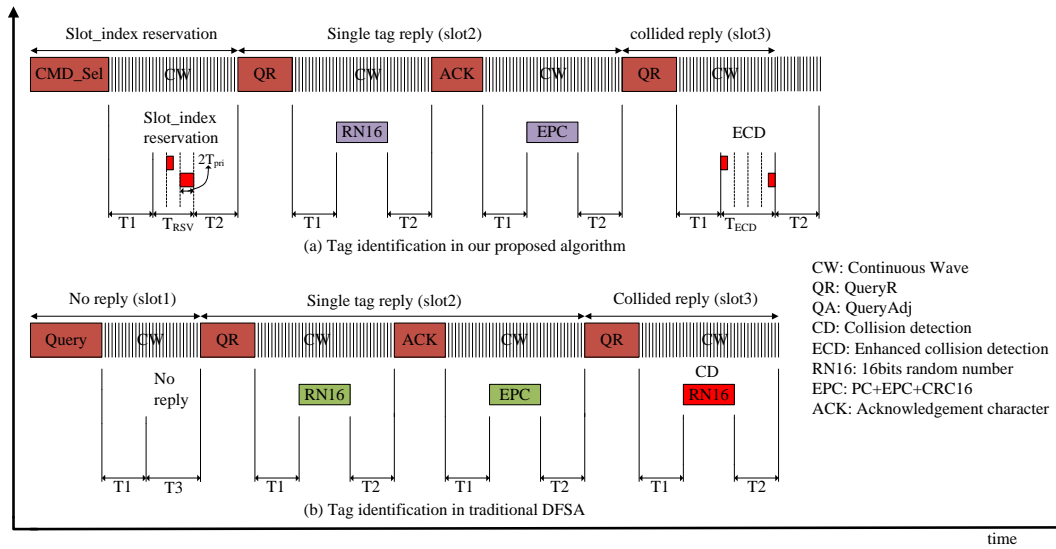 Slot_index reservation
Single tag reply (slot2)
collided reply (slot3)
CMD_Sel
CW
QR
CW
ACK
CW
QR
CW
Slot_index
reservation
2Tpri
RN16
EPC
ECD
T1
TRSV
T2
T1
T2
T1
T2
T1
TECD
T2
(a) Tag identification in our proposed algorithm
No reply (slot1)
Single tag reply (slot2)
Collided reply (slot3)
Query
CW
QR
CW
ACK
CW
QR
CW
No
reply
RN16
EPC
CD
RN16
T1
T3
T1
T2
T1
T2
T1
T2
(b) Tag identification in traditional DFSA
CW: Continuous Wave
QR: QueryR
QA: QueryAdj
CD: Collision detection
ECD: Enhanced collision detection
RN16: 16bits random number
EPC: PC+EPC+CRC16
ACK: Acknowledgement character
time